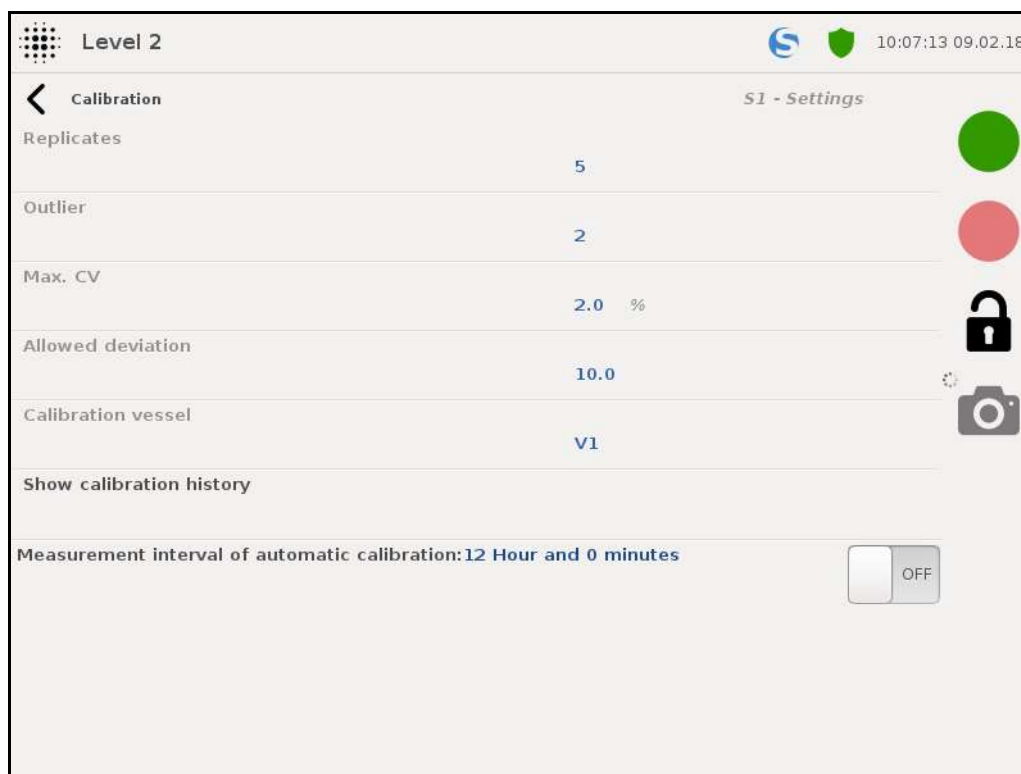 Level 2
10:07:13 09.02.18
Calibration
S1 - Settings
Replicates
5
Outlier
2
Max. CV
2.0 %
Allowed deviation
10.0
Calibration vessel
V1
Show calibration history
Measurement interval of automatic calibration:12 Hour and 0 minutes
OFF